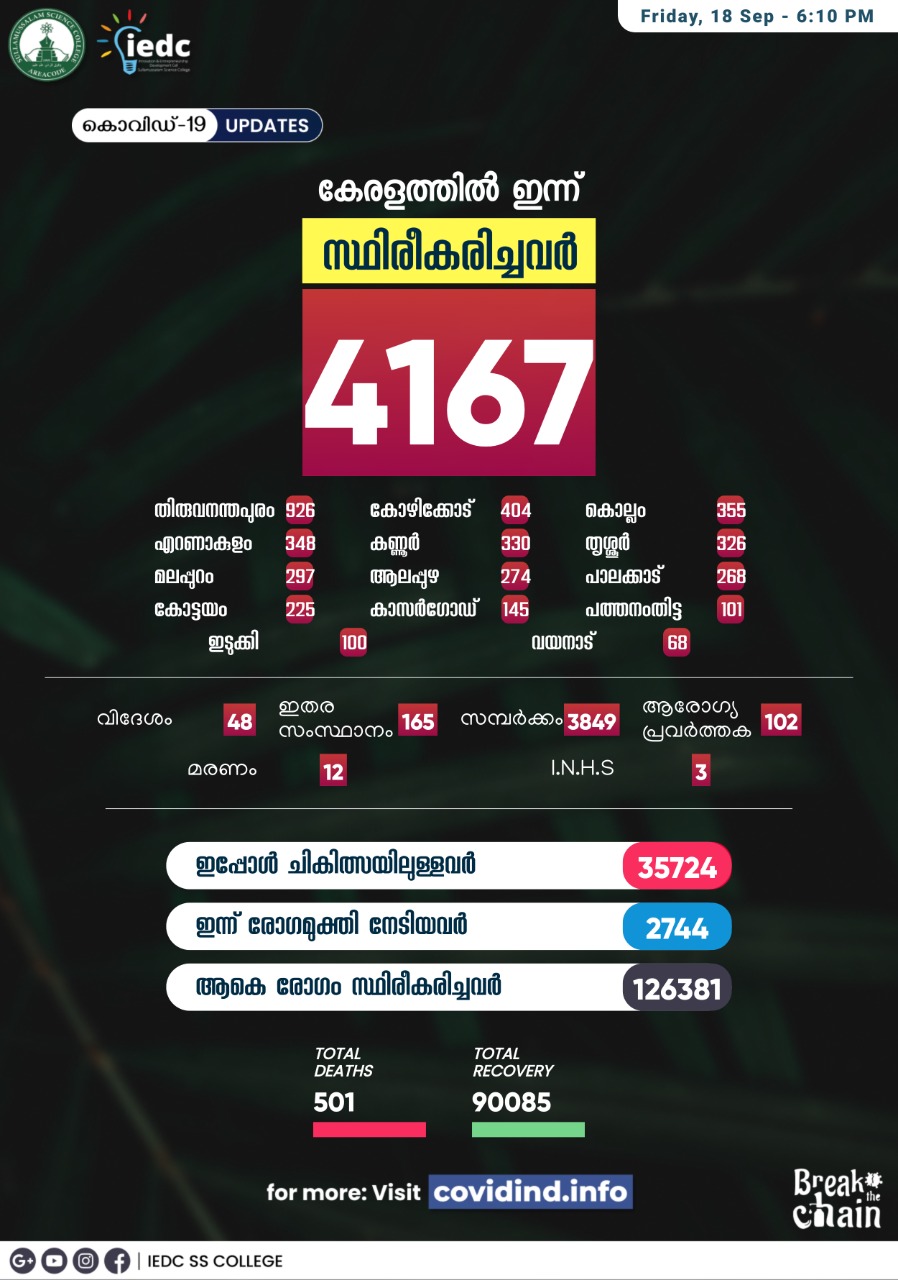 Friday, 18 Sep - 6:10 PM
SULLAMUSSALAM SCIENCE COLLEGE
AREACODE
iedc
കൊവിഡ്-19 UPDATES
കേരളത്തിൽ ഇന്ന്
സ്ഥിരീകരിച്ചവർ
4167
തിരുവനന്തപുരം 926 കോഴിക്കോട് 404 കൊല്ലം 355
എറണാകുളം 348 കണ്ണൂർ 330 തൃശ്ശൂർ 326
മലപ്പുറം 297 ആലപ്പുഴ 274 പാലക്കാട് 268
കോട്ടയം 225 കാസർഗോഡ് 145 പത്തനംതിട്ട 101
ഇടുക്കി 100 വയനാട് 68
വിദേശം 48 ഇതര സംസ്ഥാനം 165 സമ്പർക്കം 3849 ആരോഗ്യ പ്രവർത്തക 102
മരണം 12 I.N.H.S 3
ഇപ്പോൾ ചികിത്സയിലുള്ളവർ 35724
ഇന്ന് രോഗമുക്തി നേടിയവർ 2744
ആകെ രോഗം സ്ഥിരീകരിച്ചവർ 126381
TOTAL DEATHS
501
TOTAL RECOVERY
90085
for more: Visit covidind.info
Break the chain
G+ f | IEDC SS COLLEGE